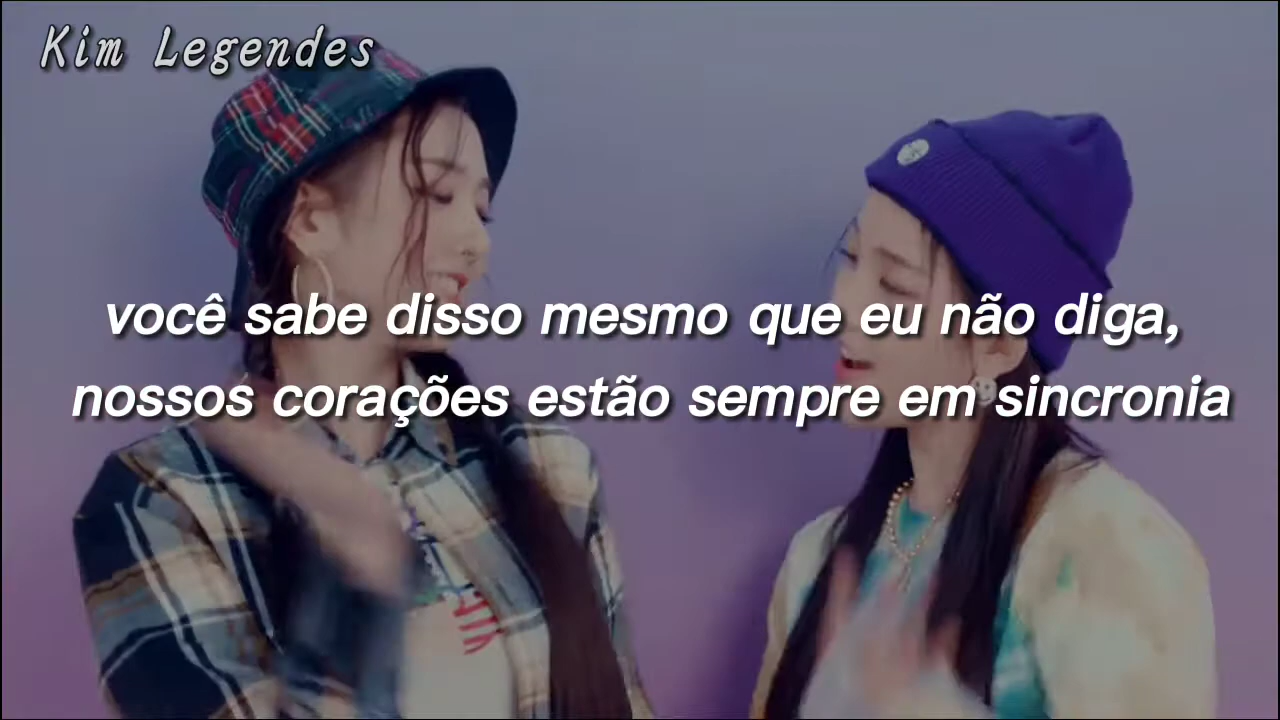 Kim Legendes
você sabe disso mesmo que eu não diga,
nossos corações estão sempre em sincronia